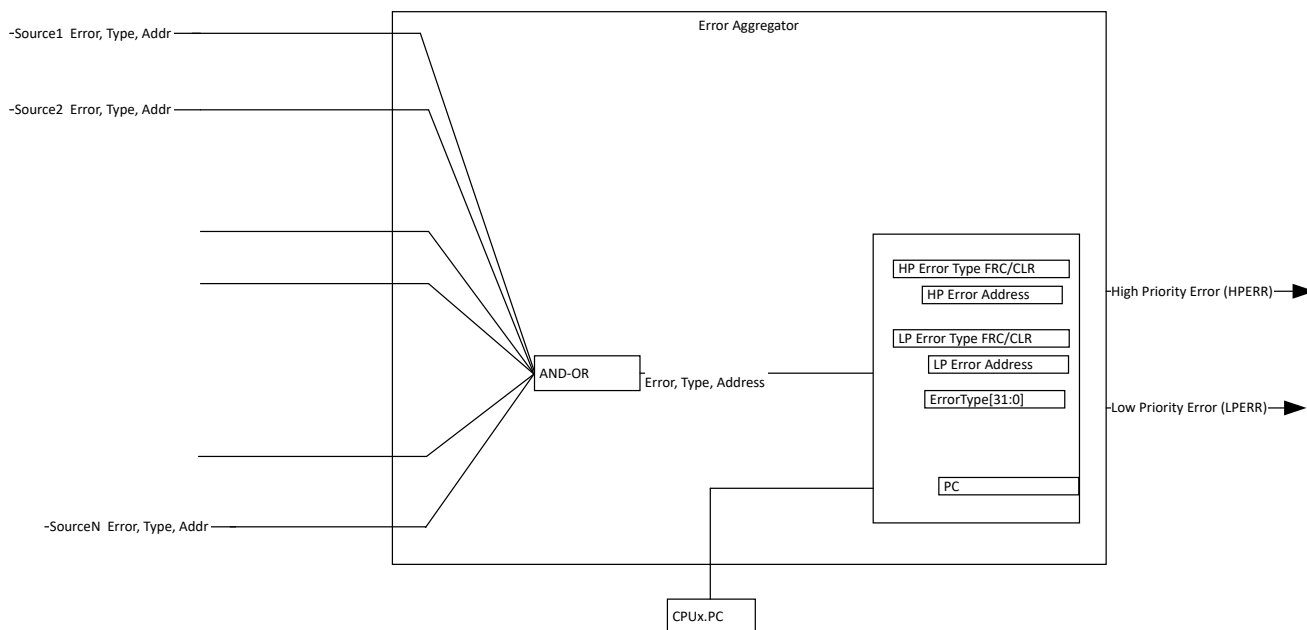 Error Aggregator
-Source1  Error, Type, Addr
-Source2  Error, Type, Addr
HP Error Type FRC/CLR
HP Error Address
High Priority Error (HPERR)
LP Error Type FRC/CLR
LP Error Address
AND-OR
Error, Type, Address
ErrorType[31:0]
Low Priority Error (LPERR)
PC
-SourceN  Error, Type, Addr
CPUx.PC